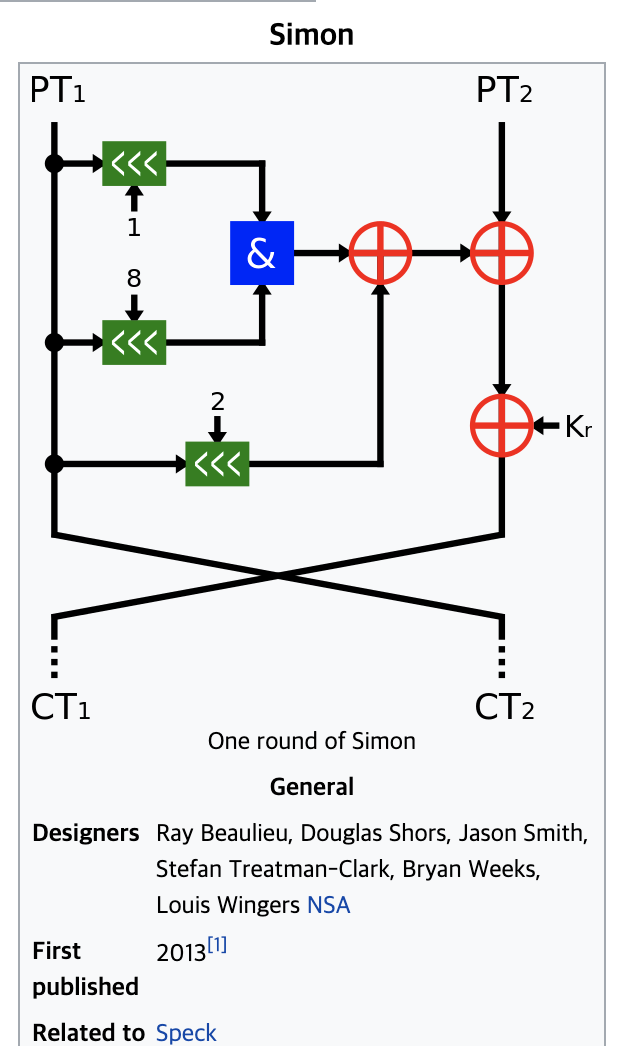 Simon
PT1 PT2
<<<
1
&
8
<<<
2
Kr
<<<
CT1 CT2
One round of Simon
General
Designers Ray Beaulieu, Douglas Shors, Jason Smith,
Stefan Treatman-Clark, Bryan Weeks,
Louis Wingers NSA
First 2013[1]
published
Related to Speck